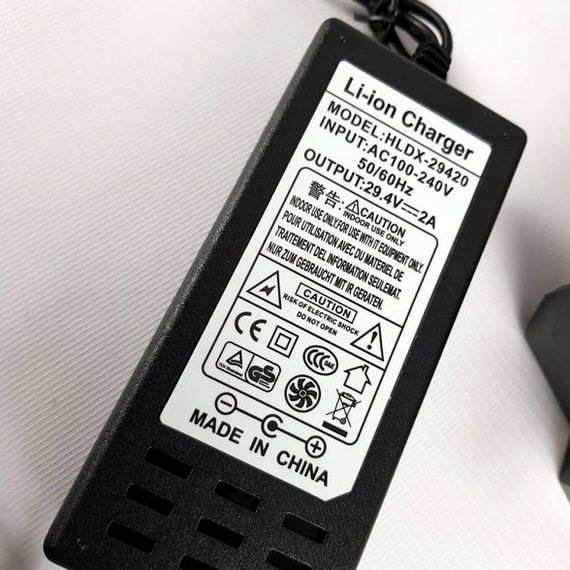 Li-ion Charger
MODEL:HLDX-29420
INPUT:AC100-240V
50/60Hz
OUTPUT:29.4V⎓2A
警告:⚠CAUTION
INDOOR USE ONLY
INDOOR USE ONLY.FOR USE WITH IT EQUIPMENT ONLY.
POUR UTILISATION AVEC DU MATERIEL DE
TRAITEMENT DEL INFORMATION SEULEMAT.
NUR ZUM GEBRAUCHT MIT IR GERATEN.
CAUTION
RISK OF ELECTRIC SHOCK
DO NOT OPEN
CE CCC S&E
TÜV GS
MADE IN CHINA